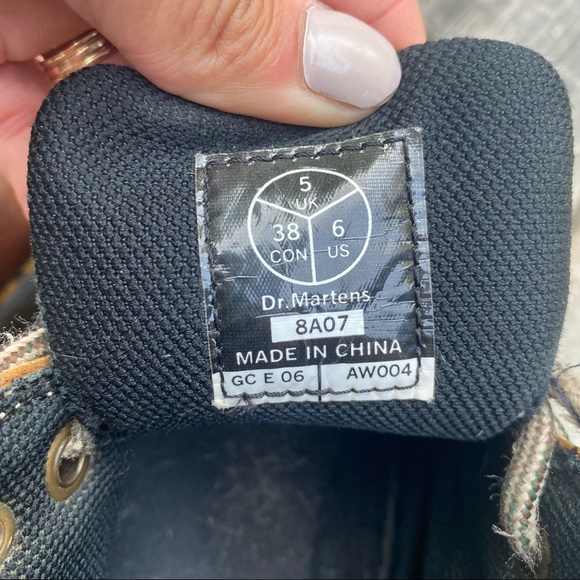 5
UK
38 6
CON US
Dr.Martens
8A07
MADE IN CHINA
GC E 06 AW004